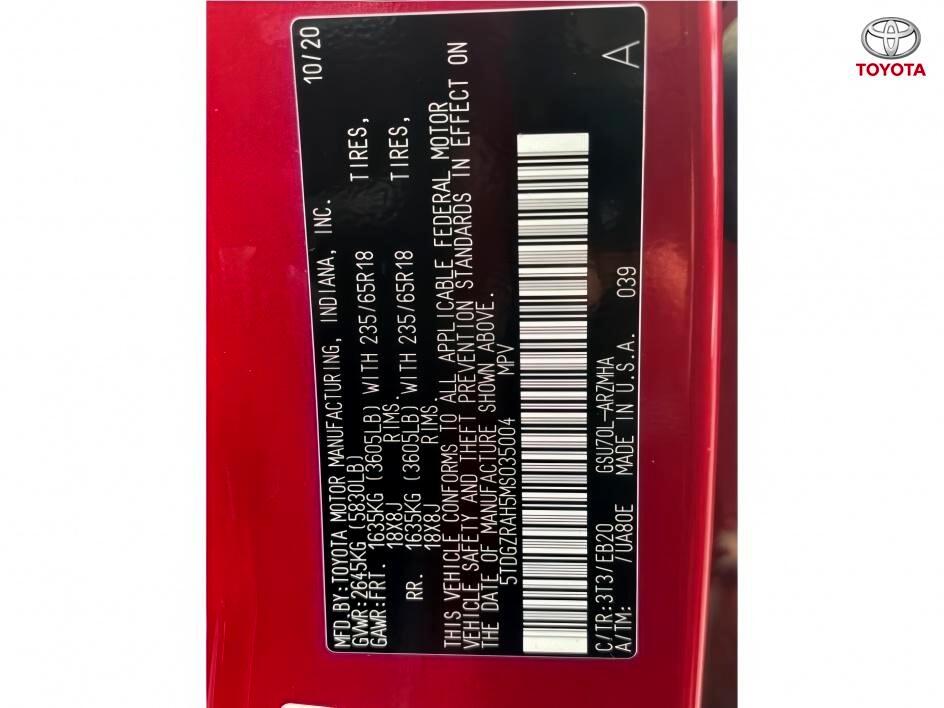 TOYOTA
MFD.BY:TOYOTA MOTOR MANUFACTURING, INDIANA, INC. 10/20
GVWR:2645KG (5830LB)
GAWR:FRT. 1635KG (3605LB) WITH 235/65R18 TIRES,
18X8J RIMS.
RR. 1635KG (3605LB) WITH 235/65R18 TIRES,
18X8J RIMS.
THIS VEHICLE CONFORMS TO ALL APPLICABLE FEDERAL MOTOR
VEHICLE SAFETY AND THEFT PREVENTION STANDARDS IN EFFECT ON
THE DATE OF MANUFACTURE SHOWN ABOVE.
5TDGZRAH5MS035004 MPV
C/TR:3T3/EB20 GSU70L-ARZMHA
A/TM: /UA80E MADE IN U.S.A. 039 A